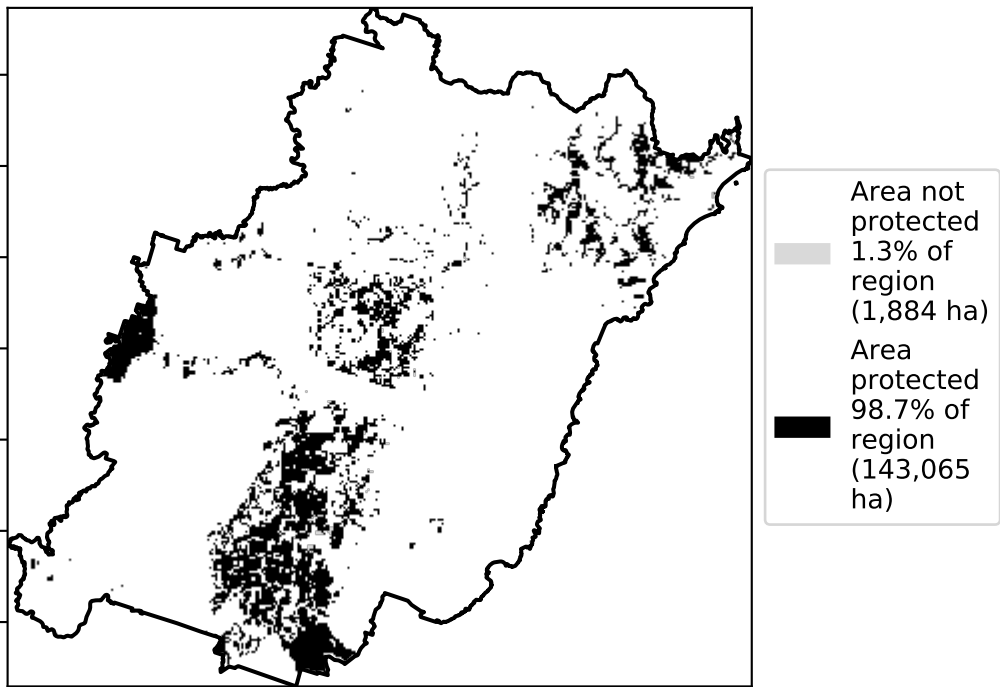 Area not
protected
1.3% of
region
(1,884 ha)
Area
protected
98.7% of
region
(143,065
ha)